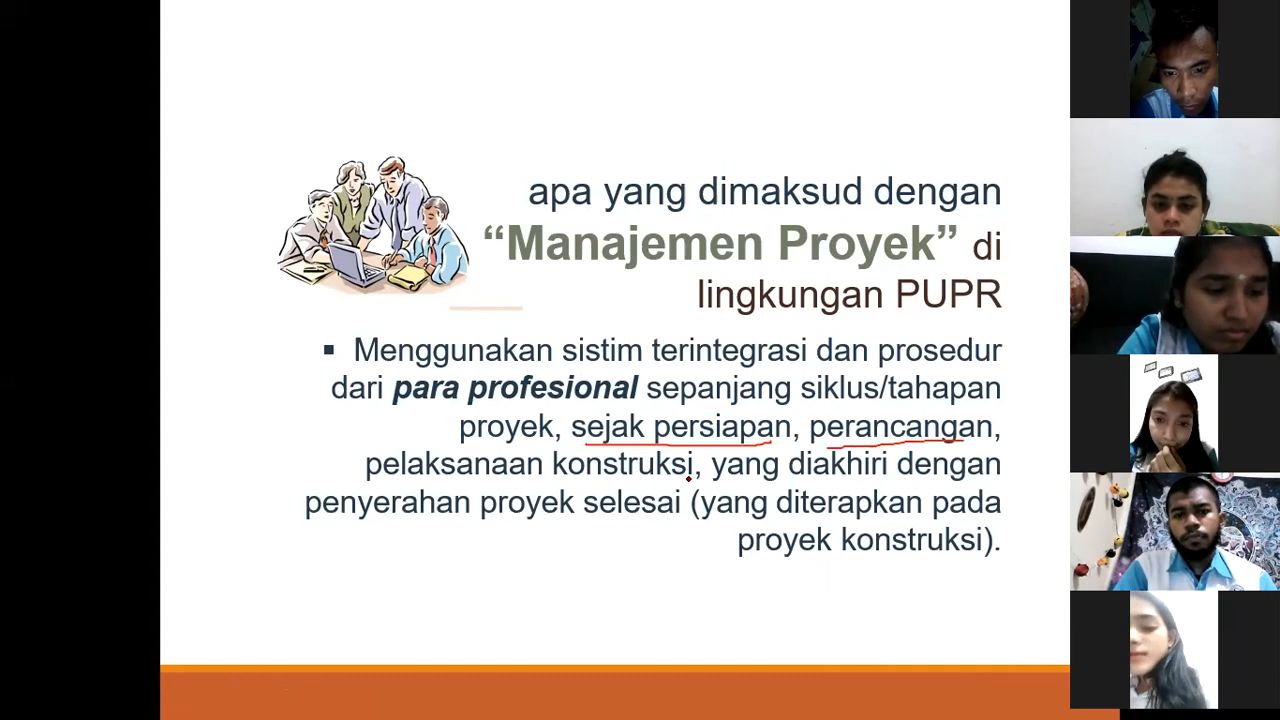 apa yang dimaksud dengan
“Manajemen Proyek” di
lingkungan PUPR
▪ Menggunakan sistim terintegrasi dan prosedur
dari para profesional sepanjang siklus/tahapan
proyek, sejak persiapan, perancangan,
pelaksanaan konstruksi, yang diakhiri dengan
penyerahan proyek selesai (yang diterapkan pada
proyek konstruksi).